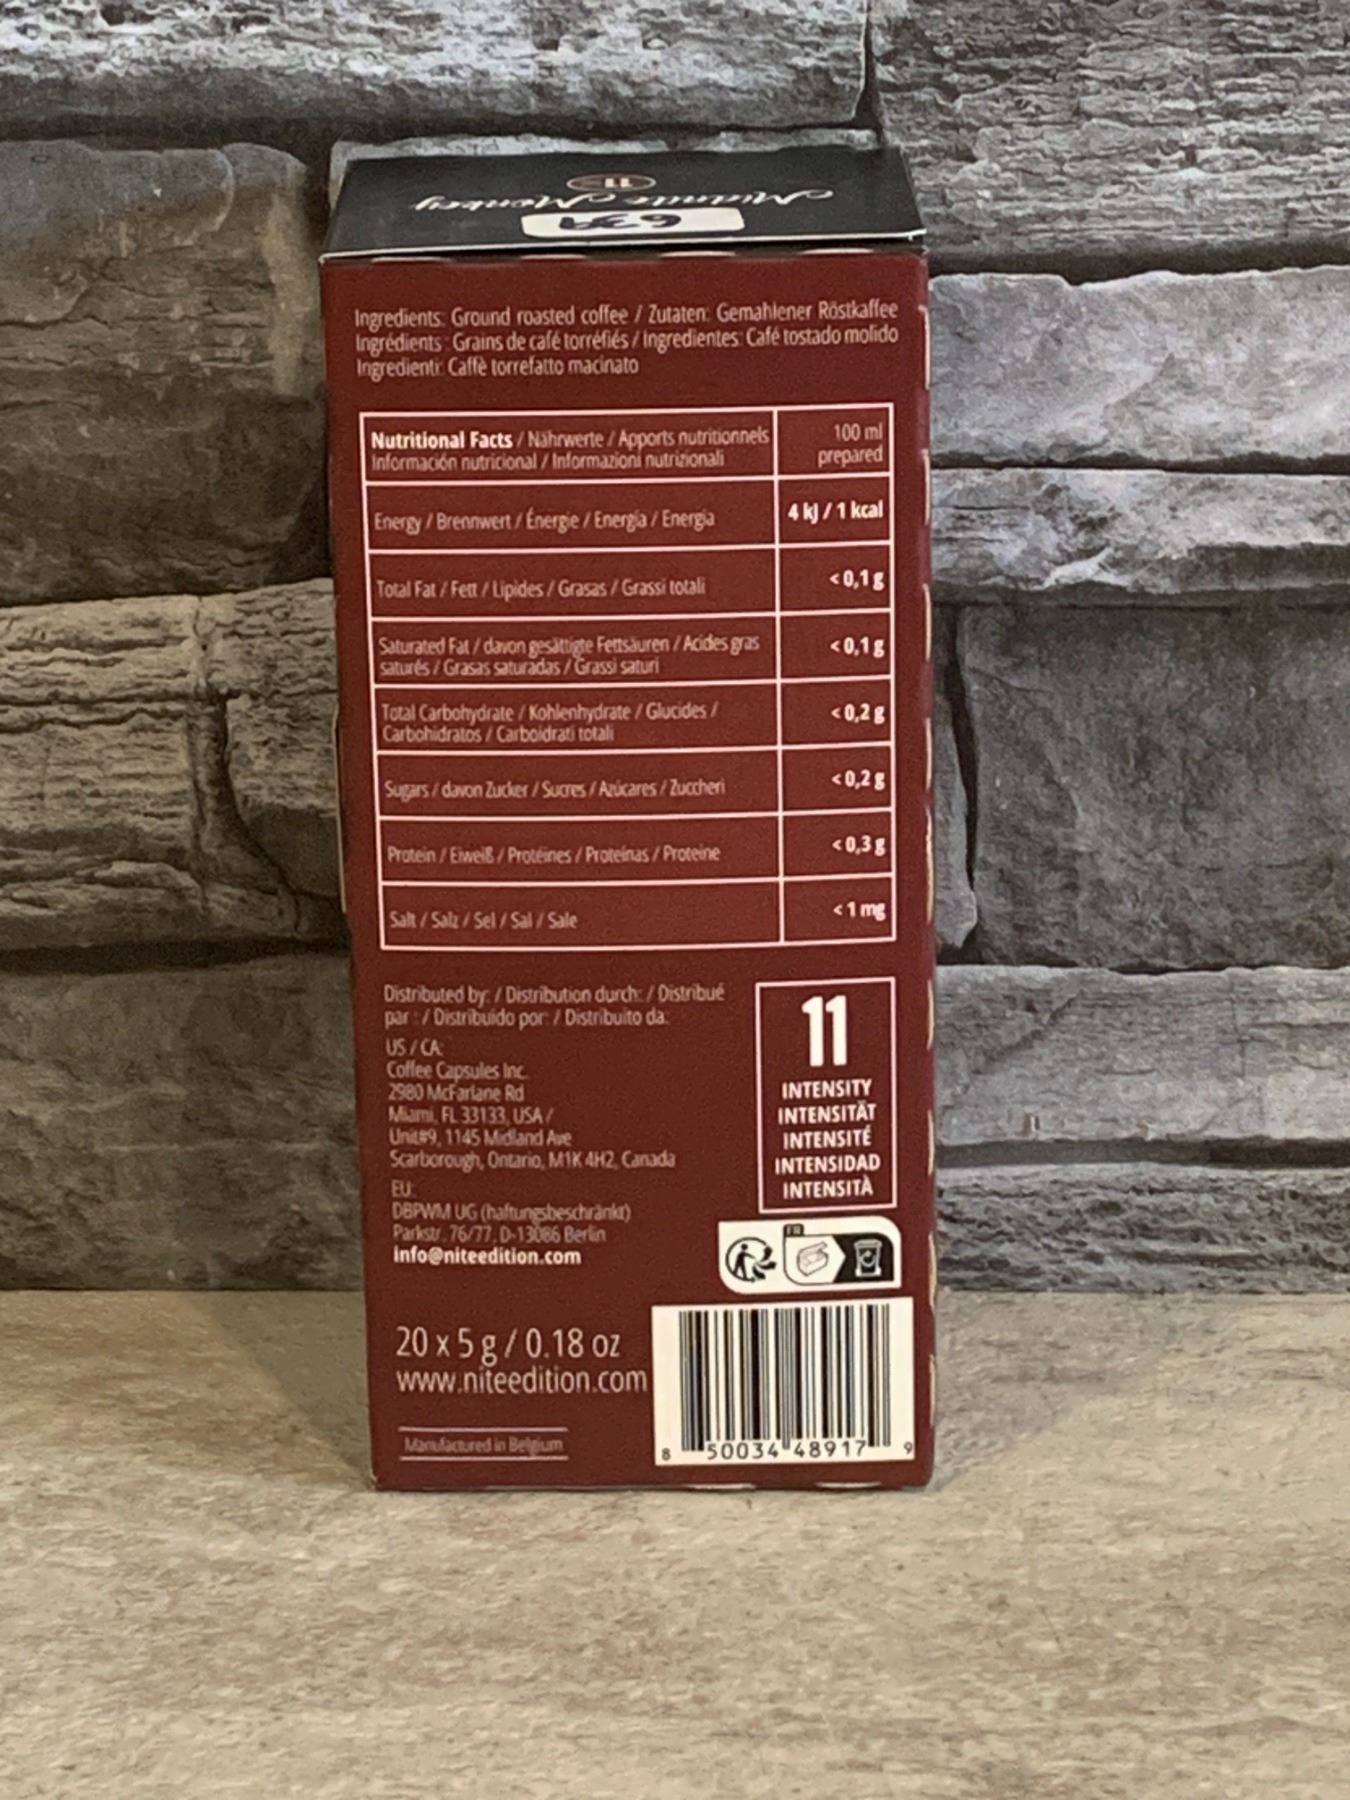 Midnite Monkey
11
639
Ingredients: Ground roasted coffee / Zutaten: Gemahlener Röstkaffee
Ingrédients : Grains de café torréfiés / Ingredientes: Café tostado molido
Ingredienti: Caffè torrefatto macinato
Nutritional Facts / Nährwerte / Apports nutritionnels
Información nutricional / Informazioni nutrizionali
100 ml
prepared
Energy / Brennwert / Énergie / Energía / Energia
4 kJ / 1 kcal
Total Fat / Fett / Lipides / Grasas / Grassi totali
< 0,1 g
Saturated Fat / davon gesättigte Fettsäuren / Acides gras
saturés / Grasas saturadas / Grassi saturi
< 0,1 g
Total Carbohydrate / Kohlenhydrate / Glucides /
Carbohidratos / Carboidrati totali
< 0,2 g
Sugars / davon Zucker / Sucres / Azúcares / Zuccheri
< 0,2 g
Protein / Eiweiß / Protéines / Proteínas / Proteine
< 0,3 g
Salt / Salz / Sel / Sal / Sale
< 1 mg
Distributed by: / Distribution durch: / Distribué
par : / Distribuido por: / Distribuito da:
US / CA:
Coffee Capsules Inc.
2980 McFarlane Rd
Miami, FL 33133, USA /
Unit#9, 1145 Midland Ave
Scarborough, Ontario, M1K 4H2, Canada
EU:
DBPWM UG (haftungsbeschränkt)
Parkstr. 76/77, D-13086 Berlin
info@niteedition.com
11
INTENSITY
INTENSITÄT
INTENSITÉ
INTENSIDAD
INTENSITÀ
FR
20 x 5 g / 0.18 oz
www.niteedition.com
Manufactured in Belgium
8 50034 48917 9